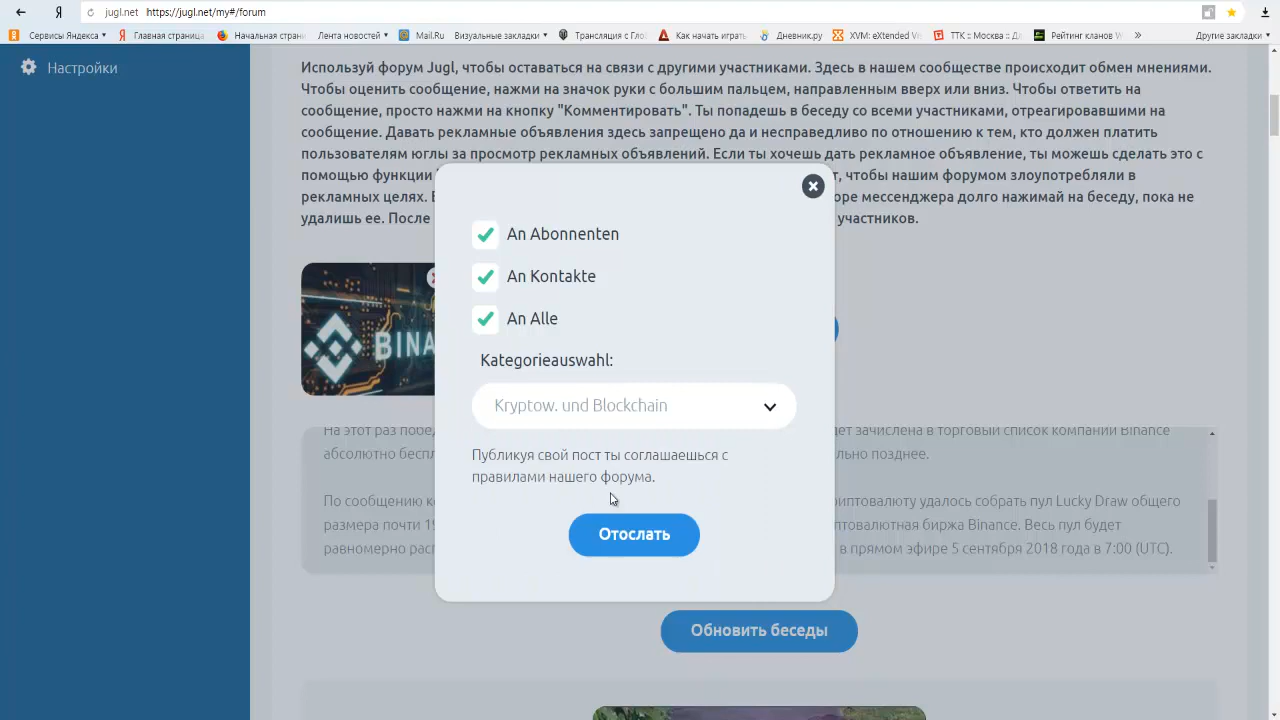 jugl.net https://jugl.net/my#/forum
Сервисы Яндекса Главная страница Начальная страни Лента новостей Mail.Ru Визуальные закладки Трансляция с Гло Как начать играть Дневник.ру XVM: eXtended Ve ТТК :: Москва :: Рейтинг кланов W » Другие закладки
Настройки
Используй форум Jugl, чтобы оставаться на связи с другими участниками. Здесь в нашем сообществе происходит обмен мнениями.
Чтобы оценить сообщение, нажми на значок руки с большим пальцем, направленным вверх или вниз. Чтобы ответить на
сообщение, просто нажми на кнопку "Комментировать". Ты попадешь в беседу со всеми участниками, отреагировавшими на
сообщение. Давать рекламные объявления здесь запрещено да и несправедливо по отношению к тем, кто должен платить
пользователям юглы за просмотр рекламных объявлений. Если ты хочешь дать рекламное объявление, ты можешь сделать это с
помощью функции чтобы нашим форумом злоупотребляли в
рекламных целях. мессенджера долго нажимай на беседу, пока не
удалишь ее. После участников.
An Abonnenten
An Kontakte
An Alle
BINA
Kategorieauswahl:
Kryptow. und Blockchain
На этот раз побед ет зачислена в торговый список компании Binance
абсолютно бесп льно позднее.
Публикуя свой пост ты соглашаешься с
правилами нашего форума.
По сообщению к риптовалюту удалось собрать пул Lucky Draw общего
размера почти 19 птовалютная биржа Binance. Весь пул будет
равномерно расп в прямом эфире 5 сентября 2018 года в 7:00 (UTC).
Отослать
Обновить беседы